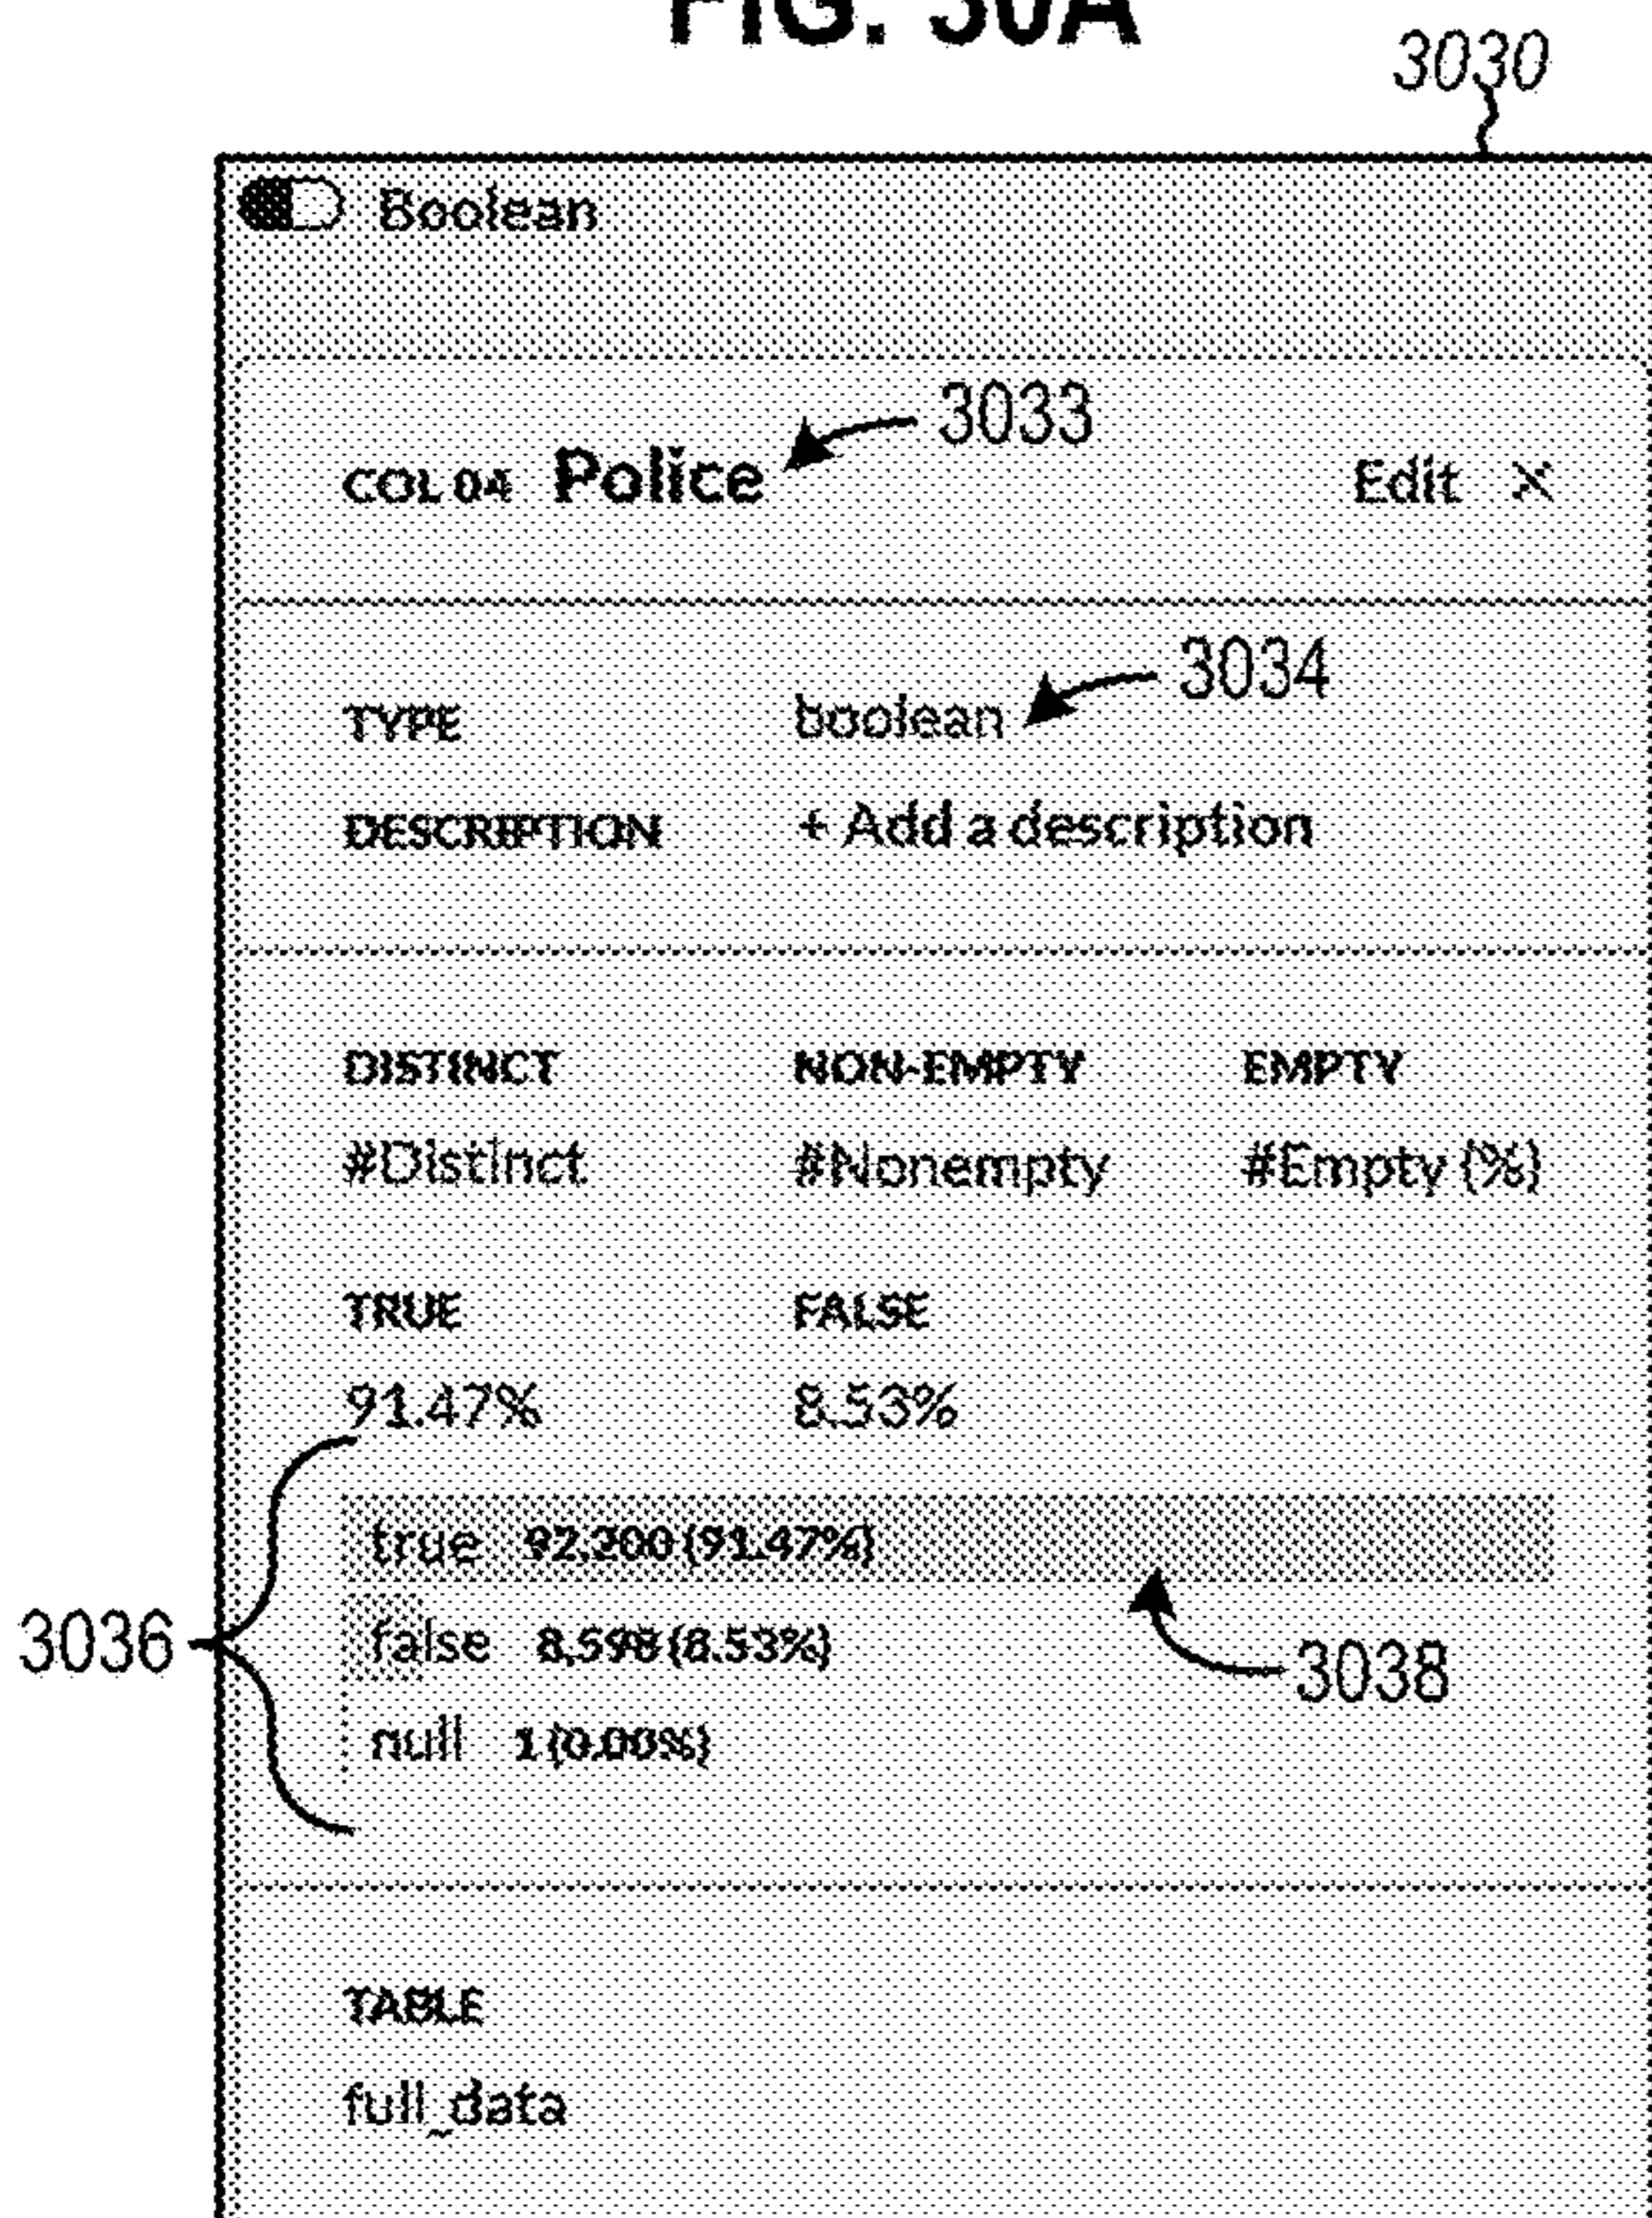 FIG. 30A
3030
Boolean
3033
COL 04 Police Edit ×
3034
TYPE boolean
DESCRIPTION + Add a description
DISTINCT NON-EMPTY EMPTY
#Distinct #Nonempty #Empty (%)
TRUE FALSE
91.47% 8.53%
true 92,200 (91.47%)
false 8,598 (8.53%)
3036
3038
null 1 (0.00%)
TABLE
full_data